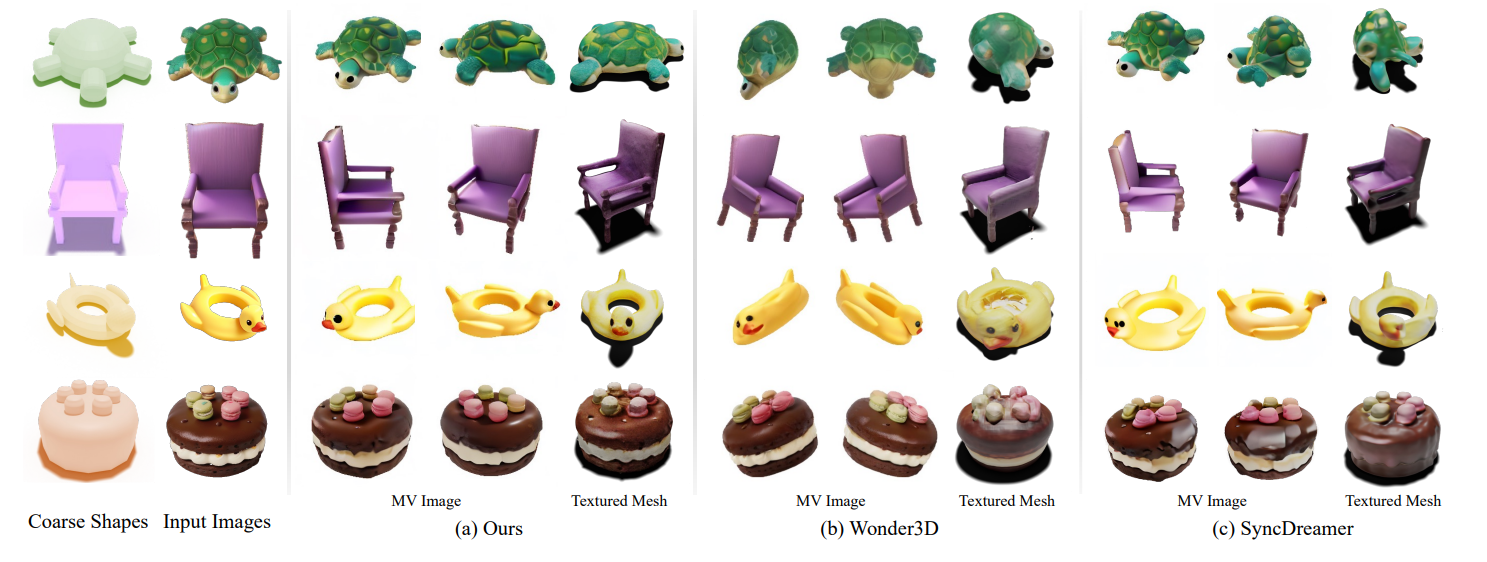 MV Image
Textured Mesh
MV Image
Textured Mesh
MV Image
Textured Mesh
Coarse Shapes
Input Images
(a) Ours
(b) Wonder3D
(c) SyncDreamer